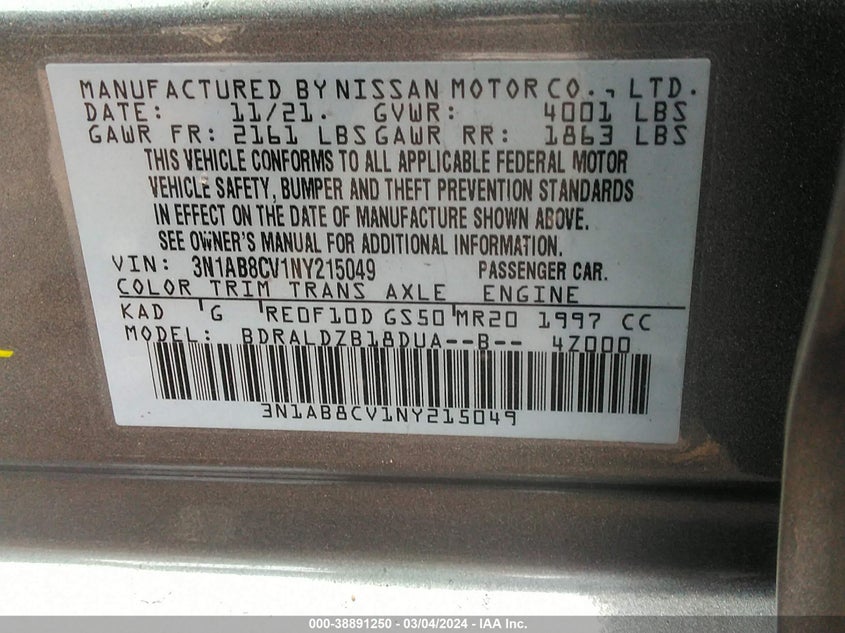 MANUFACTURED BY NISSAN MOTOR CO., LTD.
DATE: 11/21. GVWR: 4001 LBS
GAWR FR: 2161 LBS GAWR RR: 1863 LBS
THIS VEHICLE CONFORMS TO ALL APPLICABLE FEDERAL MOTOR
VEHICLE SAFETY, BUMPER AND THEFT PREVENTION STANDARDS
IN EFFECT ON THE DATE OF MANUFACTURE SHOWN ABOVE.
SEE OWNER'S MANUAL FOR ADDITIONAL INFORMATION.
VIN: 3N1AB8CV1NY215049 PASSENGER CAR.
COLOR TRIM TRANS AXLE ENGINE
KAD G RE0F10D GS50 MR20 1997 CC
MODEL: BDRALDZB18DUA--B-- 4Z000
3N1AB8CV1NY215049
000-38891250 - 03/04/2024 - IAA Inc.